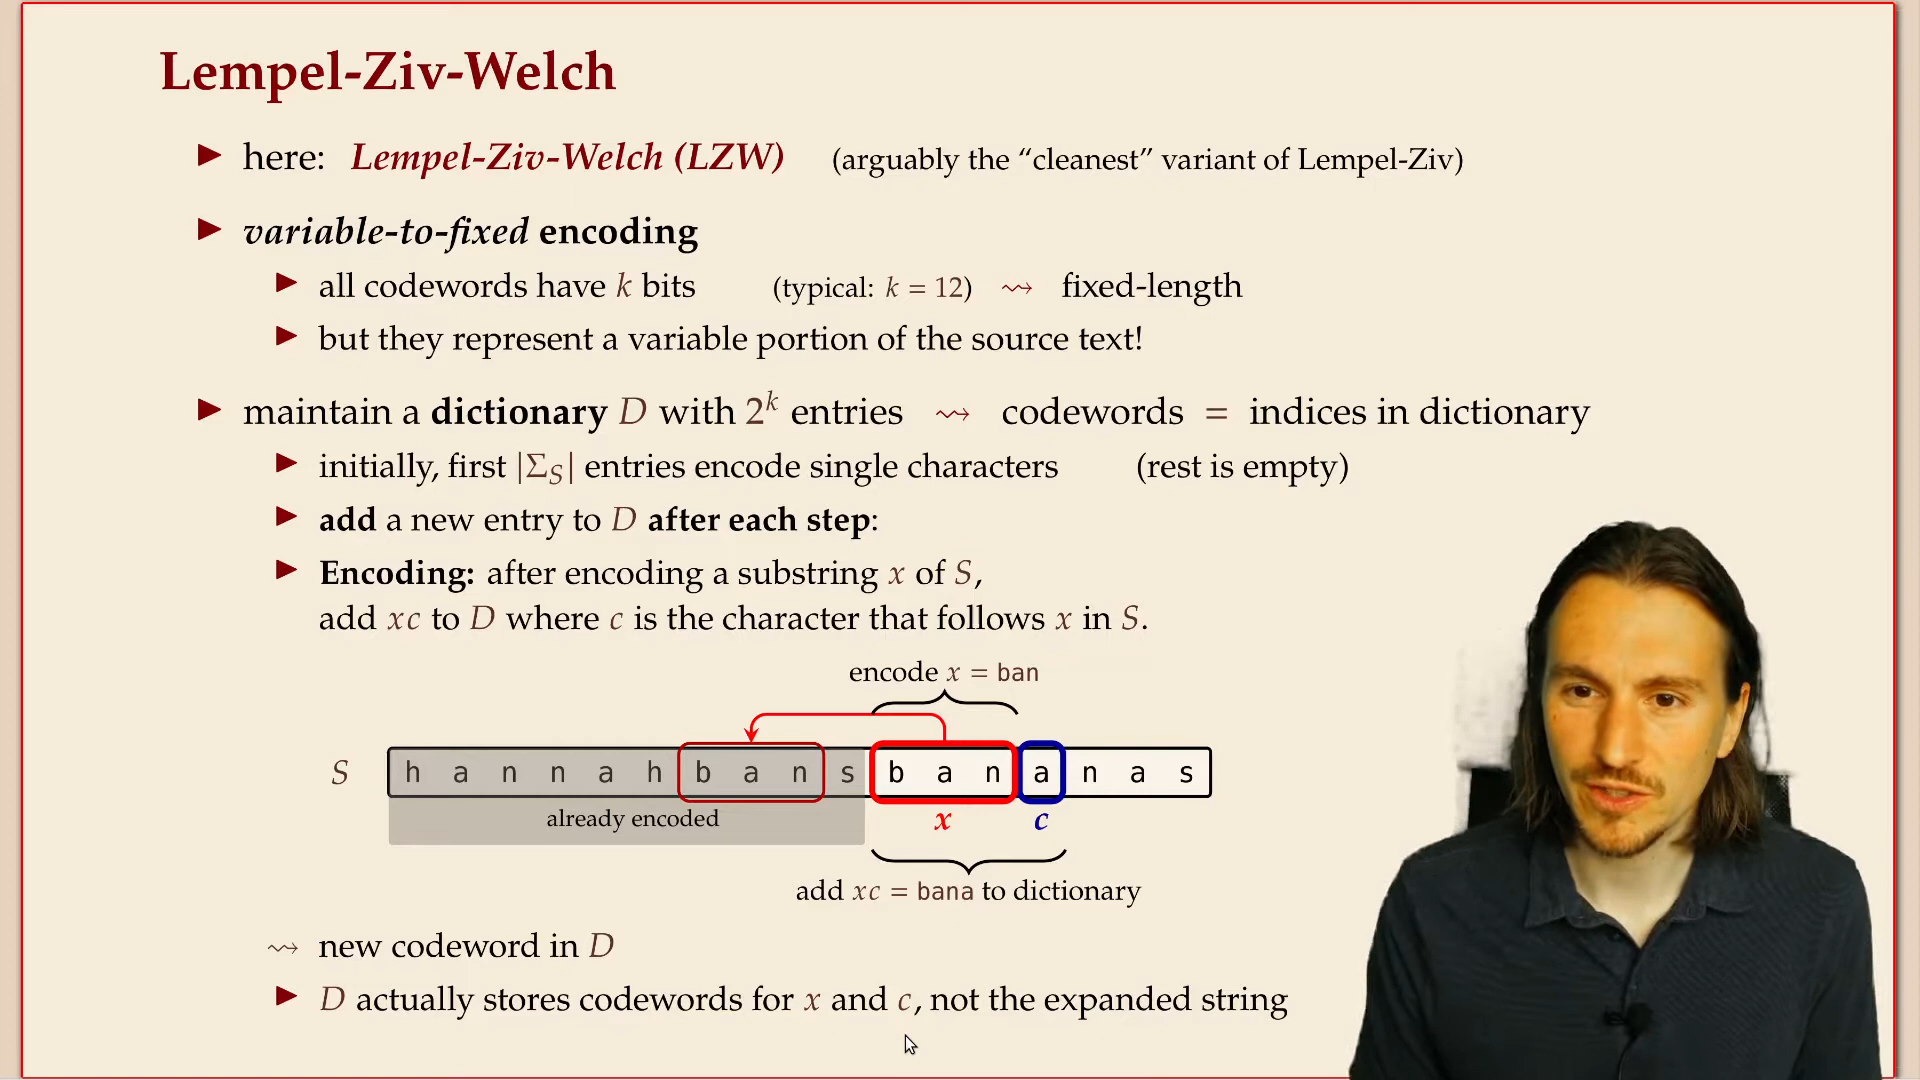 Lempel-Ziv-Welch
▶ here: Lempel-Ziv-Welch (LZW) (arguably the “cleanest” variant of Lempel-Ziv)
▶ variable-to-fixed encoding
▶ all codewords have k bits (typical: k = 12) ⇝ fixed-length
▶ but they represent a variable portion of the source text!
▶ maintain a dictionary D with 2^k entries ⇝ codewords = indices in dictionary
▶ initially, first |Σ_S| entries encode single characters (rest is empty)
▶ add a new entry to D after each step:
▶ Encoding: after encoding a substring x of S,
add xc to D where c is the character that follows x in S.
encode x = ban
S h a n n a h b a n s b a n a n a s
already encoded x c
add xc = bana to dictionary
⇝ new codeword in D
▶ D actually stores codewords for x and c, not the expanded string